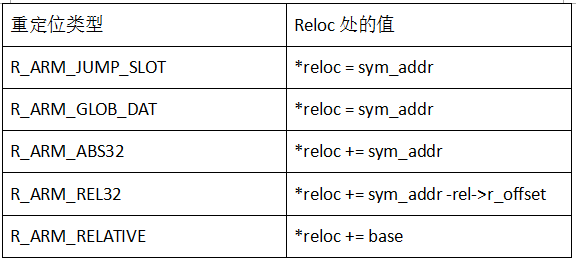 重定位类型 Reloc 处的值
R_ARM_JUMP_SLOT *reloc = sym_addr
R_ARM_GLOB_DAT *reloc = sym_addr
R_ARM_ABS32 *reloc += sym_addr
R_ARM_REL32 *reloc += sym_addr -rel->r_offset
R_ARM_RELATIVE *reloc += base